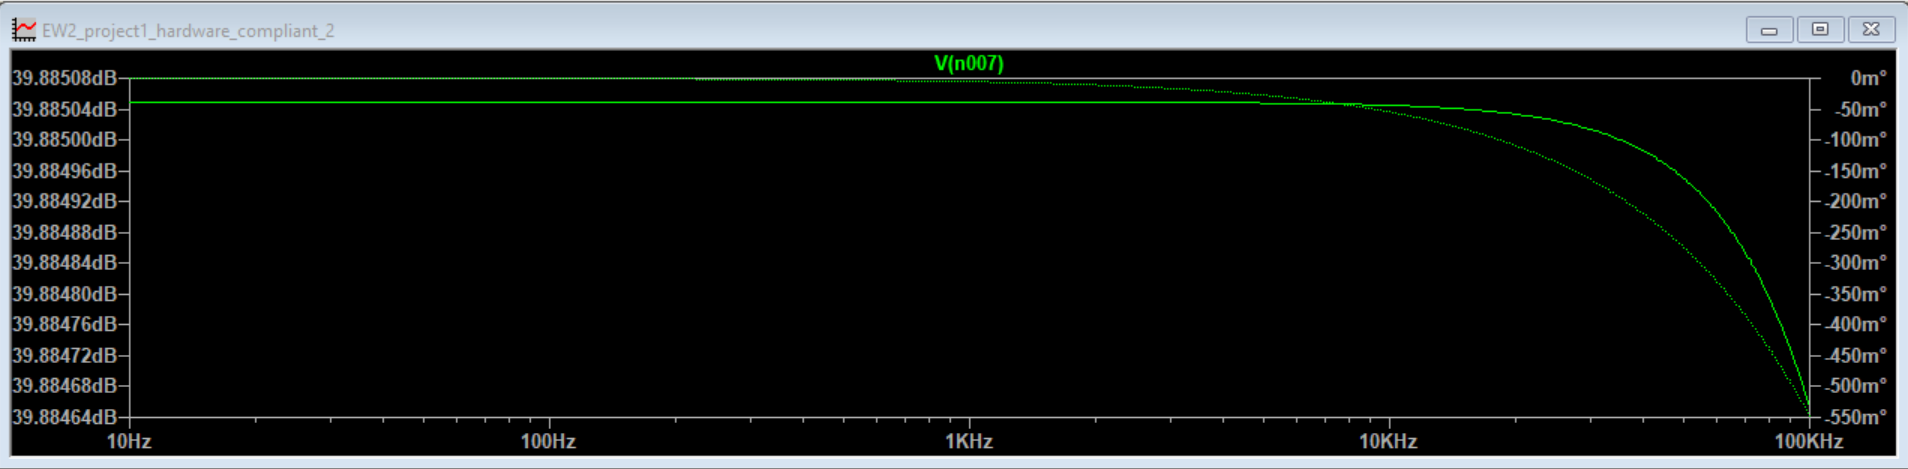 EW2_project1_hardware_compliant_2
V(n007)
39.88508dB
39.88504dB
39.88500dB
39.88496dB
39.88492dB
39.88488dB
39.88484dB
39.88480dB
39.88476dB
39.88472dB
39.88468dB
39.88464dB
0m°
-50m°
-100m°
-150m°
-200m°
-250m°
-300m°
-350m°
-400m°
-450m°
-500m°
-550m°
10Hz 100Hz 1KHz 10KHz 100KHz